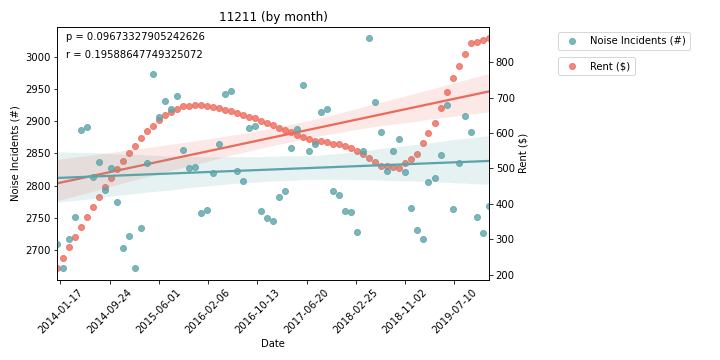 11211 (by month)
p = 0.09673327905242626
r = 0.19588647749325072
Noise Incidents (#)
Rent ($)
3000
2950
2900
2850
2800
2750
2700
Noise Incidents (#)
800
700
600
500
400
300
200
Rent ($)
2014-01-17
2014-09-24
2015-06-01
2016-02-06
2016-10-13
2017-06-20
2018-02-25
2018-11-02
2019-07-10
Date